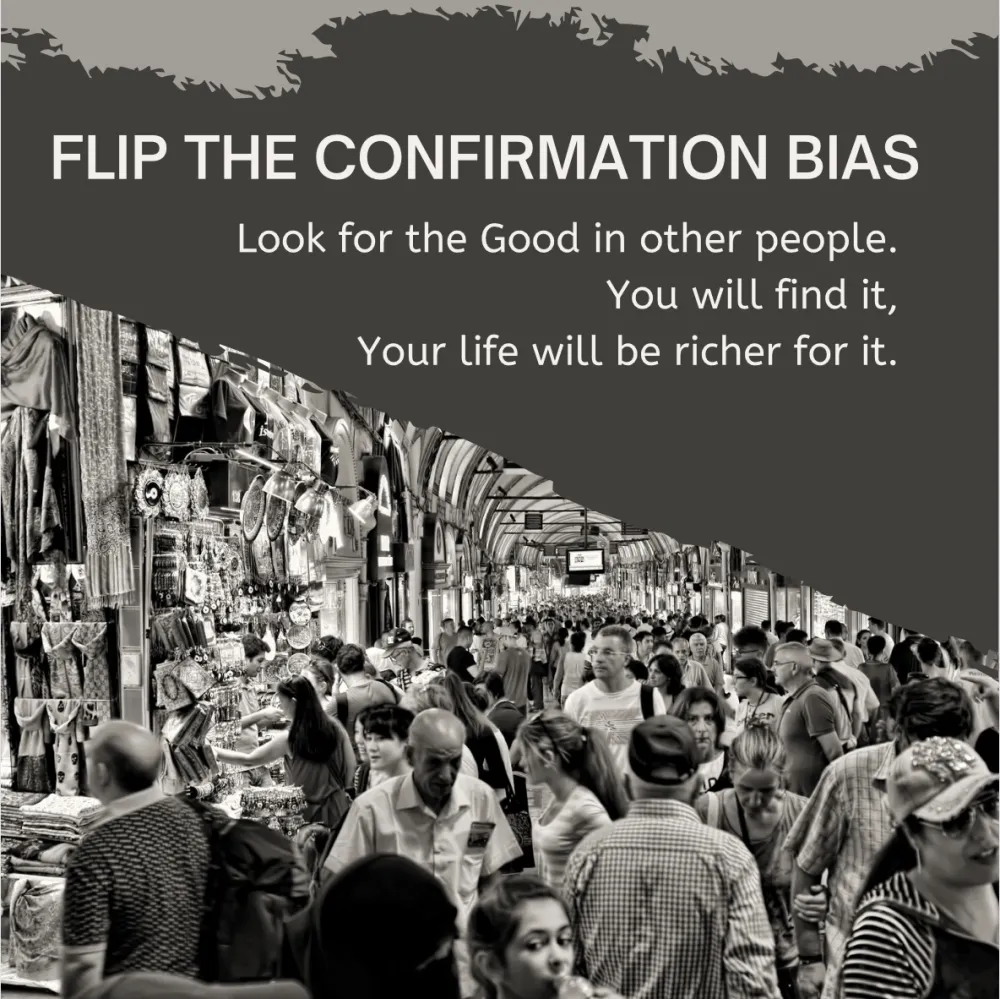 FLIP THE CONFIRMATION BIAS
Look for the Good in other people.
You will find it,
Your life will be richer for it.